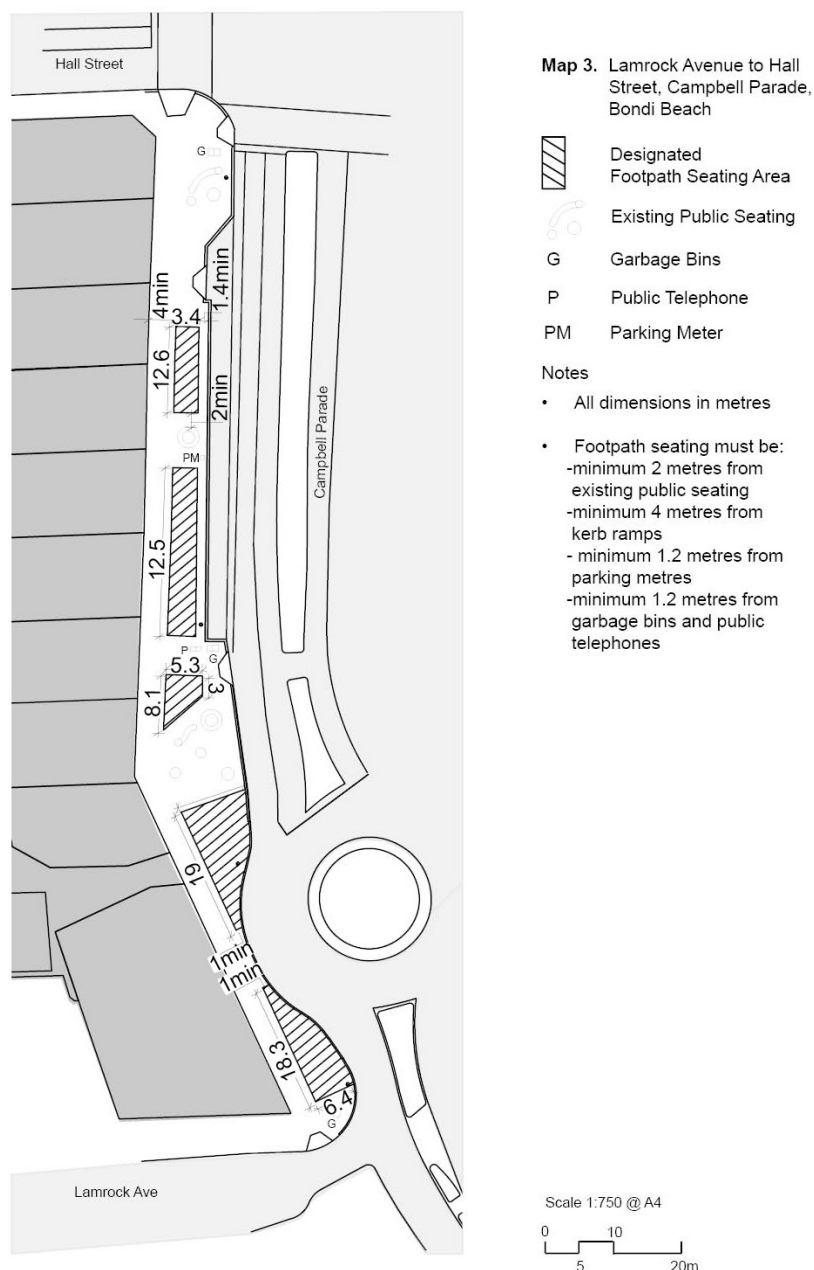 Hall Street
G
4min
3.4
1.4min
12.6
2min
PM
12.5
Campbell Parade
P
G
5.3
3
8.1
19
1min
1min
18.3
6.4
G
Lamrock Ave
Map 3. Lamrock Avenue to Hall
Street, Campbell Parade,
Bondi Beach
Designated
Footpath Seating Area
Existing Public Seating
G Garbage Bins
P Public Telephone
PM Parking Meter
Notes
• All dimensions in metres
• Footpath seating must be:
-minimum 2 metres from
existing public seating
-minimum 4 metres from
kerb ramps
- minimum 1.2 metres from
parking metres
-minimum 1.2 metres from
garbage bins and public
telephones
Scale 1:750 @ A4
0 10
5 20m